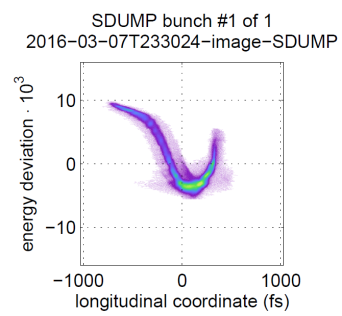 SDUMP bunch #1 of 1
2016−03−07T233024−image−SDUMP
energy deviation · 10³
10
0
−10
−1000
0
1000
longitudinal coordinate (fs)